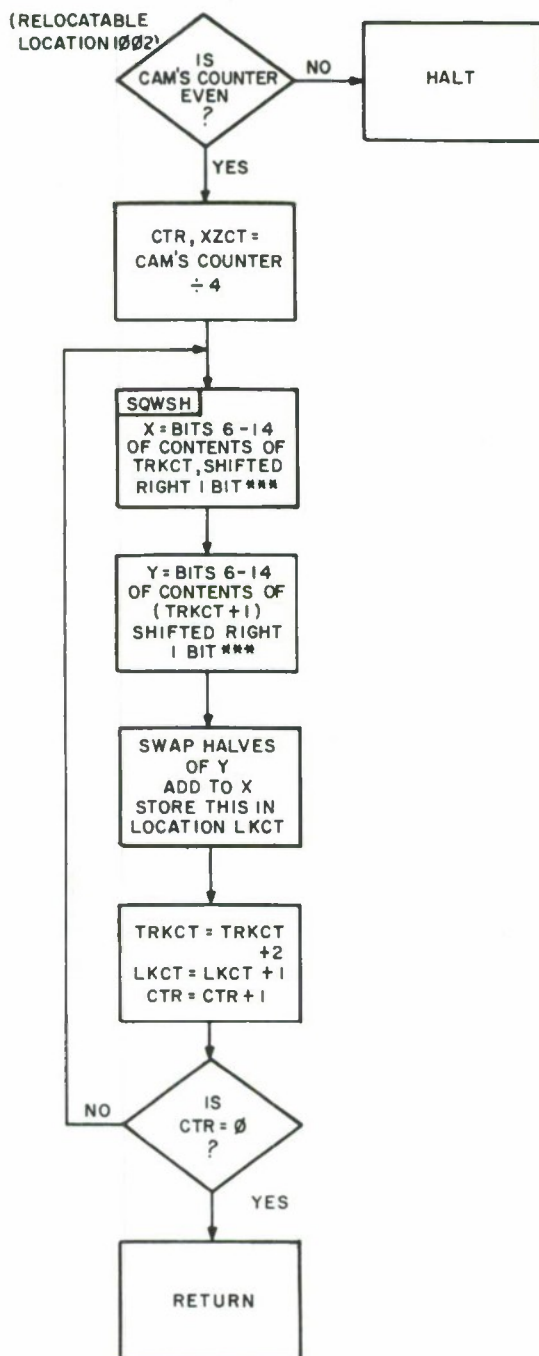 (RELOCATABLE
LOCATION 1ØØ2)
IS
CAM'S COUNTER
EVEN
?
NO
HALT
YES
CTR, XZCT =
CAM'S COUNTER
÷ 4
SQWSH
X = BITS 6-14
OF CONTENTS OF
TRKCT, SHIFTED
RIGHT 1 BIT ***
Y = BITS 6-14
OF CONTENTS OF
(TRKCT + 1)
SHIFTED RIGHT
1 BIT ***
SWAP HALVES
OF Y
ADD TO X
STORE THIS IN
LOCATION LKCT
TRKCT = TRKCT
+2
LKCT = LKCT + 1
CTR = CTR + 1
NO
IS
CTR = Ø
?
YES
RETURN